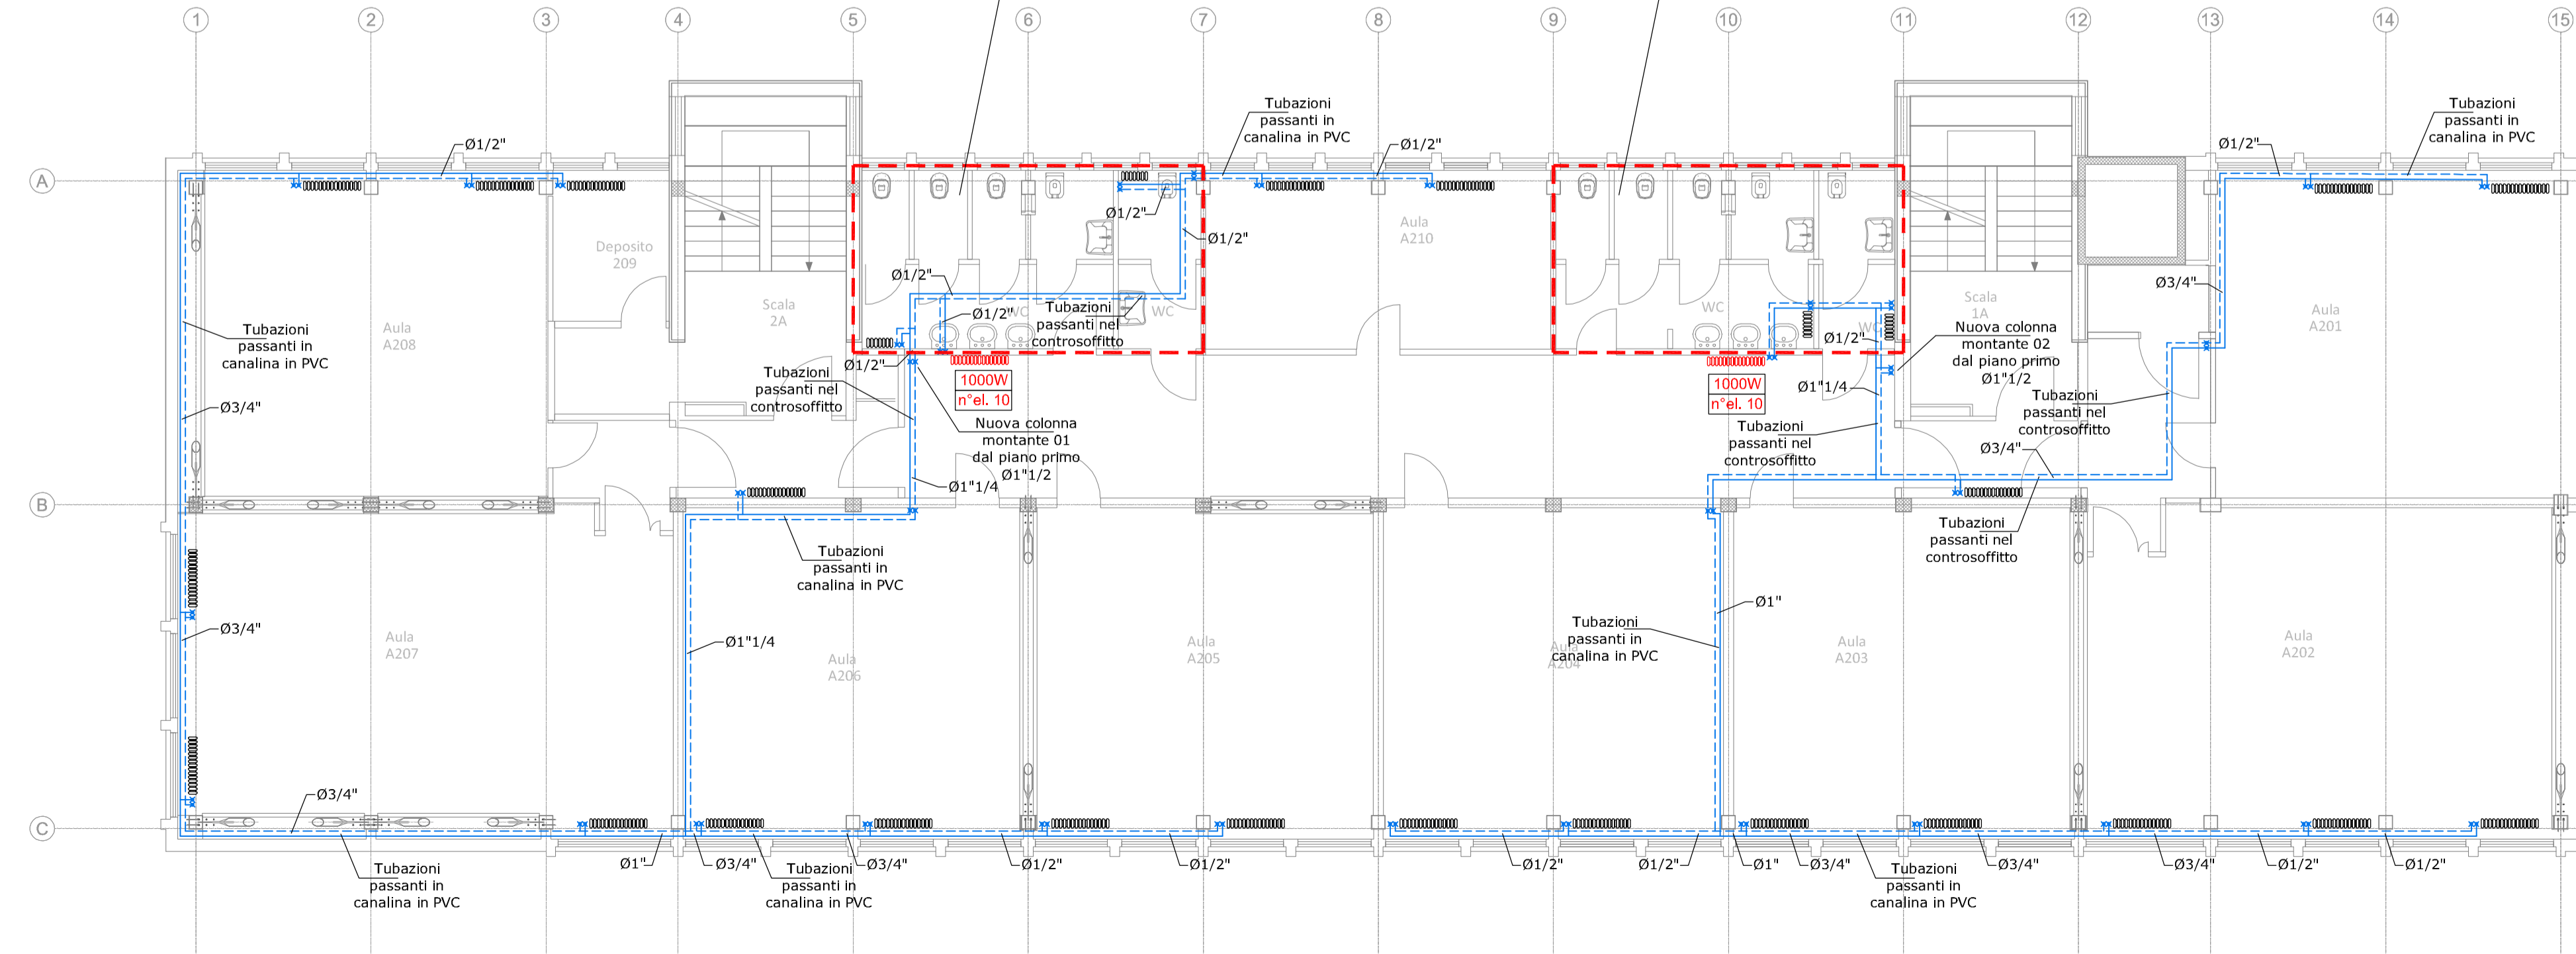 1
2
3
4
5
6
7
8
9
10
11
12
13
14
15
A
B
C
Ø1/2"
Tubazioni
passanti in
canalina in PVC
Ø1/2"
Ø1/2"
Tubazioni
passanti in
canalina in PVC
Deposito
209
Ø1/2"
Ø1/2"
Aula
A210
Scala
2A
Ø1/2"
Ø1/2"
WC
Tubazioni
passanti nel
controsoffitto
WC
WC
WC
Scala
1A
Ø3/4"
Aula
A201
Tubazioni
passanti in
canalina in PVC
Aula
A208
Ø1/2"
Nuova colonna
montante 02
dal piano primo
Ø1"1/2
Ø1/2"
Tubazioni
passanti nel
controsoffitto
1000W
n°el. 10
1000W
n°el. 10
Ø1"1/4
Tubazioni
passanti nel
controsoffitto
Ø3/4"
Nuova colonna
montante 01
dal piano primo
Ø1"1/2
Tubazioni
passanti nel
controsoffitto
Ø3/4"
Ø1"1/4
Tubazioni
passanti in
canalina in PVC
Tubazioni
passanti nel
controsoffitto
Ø1"
Ø3/4"
Aula
A207
Ø1"1/4
Aula
A206
Aula
A205
Tubazioni
passanti in
canalina in PVC
Aula
A204
Aula
A203
Aula
A202
Ø3/4"
Ø1"
Ø3/4"
Ø3/4"
Ø1/2"
Ø1/2"
Ø1/2"
Ø1/2"
Ø1"
Ø3/4"
Ø3/4"
Ø3/4"
Ø1/2"
Ø1/2"
Tubazioni
passanti in
canalina in PVC
Tubazioni
passanti in
canalina in PVC
Tubazioni
passanti in
canalina in PVC